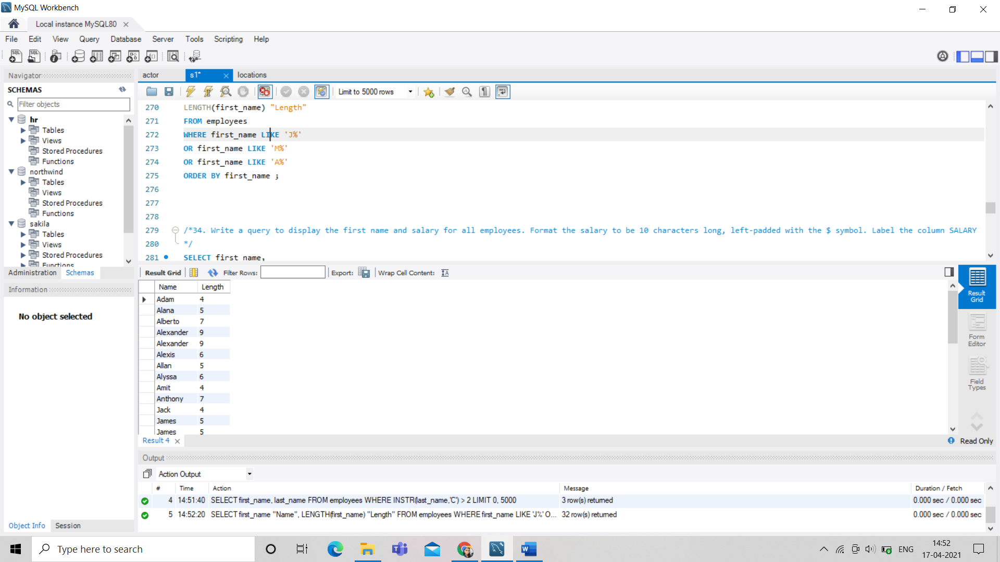 MySQL Workbench
Local instance MySQL80
File Edit View Query Database Server Tools Scripting Help
Navigator
SCHEMAS
Filter objects
hr
Tables
Views
Stored Procedures
Functions
northwind
Tables
Views
Stored Procedures
Functions
sakila
Tables
Views
Stored Procedures
Functions
Administration Schemas
Information
No object selected
Object Info Session
actor s1* locations
Limit to 5000 rows
270 LENGTH(first_name) "Length"
271 FROM employees
272 WHERE first_name LIKE 'J%'
273 OR first_name LIKE 'M%'
274 OR first_name LIKE 'A%'
275 ORDER BY first_name ;
276
277
278
279 /*34. Write a query to display the first name and salary for all employees. Format the salary to be 10 characters long, left-padded with the $ symbol. Label the column SALARY
280 */
281 SELECT first_name,
Result Grid Filter Rows: Export: Wrap Cell Content:
Name Length
Adam 4
Alana 5
Alberto 7
Alexander 9
Alexander 9
Alexis 6
Allan 5
Alyssa 6
Amit 4
Anthony 7
Jack 4
James 5
James 5
Result Grid
Form Editor
Field Types
Result 4
Read Only
Output
Action Output
# Time Action Message Duration / Fetch
4 14:51:40 SELECT first_name, last_name FROM employees WHERE INSTR(last_name,'C') > 2 LIMIT 0, 5000 3 row(s) returned 0.000 sec / 0.000 sec
5 14:52:20 SELECT first_name "Name", LENGTH(first_name) "Length" FROM employees WHERE first_name LIKE 'J%' O... 32 row(s) returned 0.000 sec / 0.000 sec
Type here to search
ENG
14:52
17-04-2021